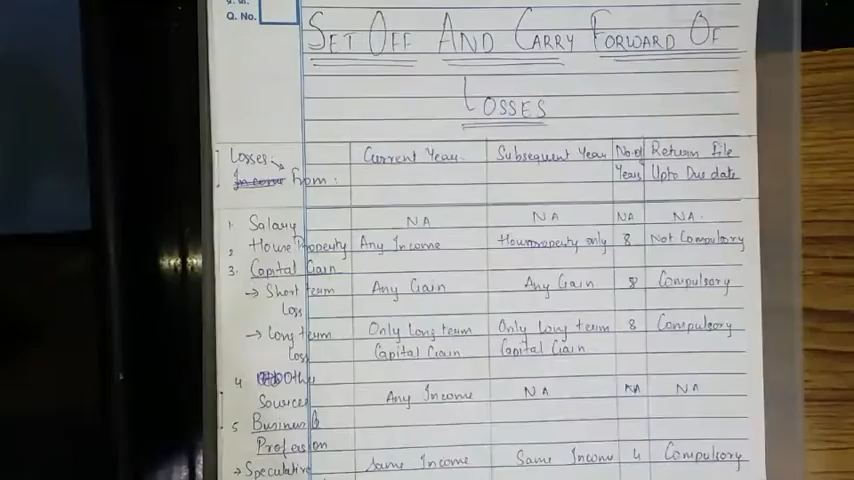 Q. No.
SET OFF AND CARRY FORWARD OF
LOSSES
Losses From: Current Year Subsequent Year No. of Years Return File Upto Due date
1. Salary NA NA NA NA.
2. House Property Any Income House property only 8 Not Compulsory
3. Capital Gain
→ Short term Loss Any Gain Any Gain 8 Compulsory
→ Long term Loss Only Long term Capital Gain Only Long term Capital Gain 8 Compulsory
4 Other Sources Any Income NA NA NA
5. Business & Profession
→ Speculative Same Income Same Income 4 Compulsory